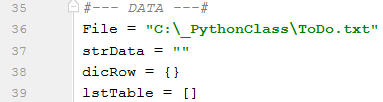 35 #--- DATA ---#
36 File = "C:\_PythonClass\ToDo.txt"
37 strData = ""
38 dicRow = {}
39 lstTable = []